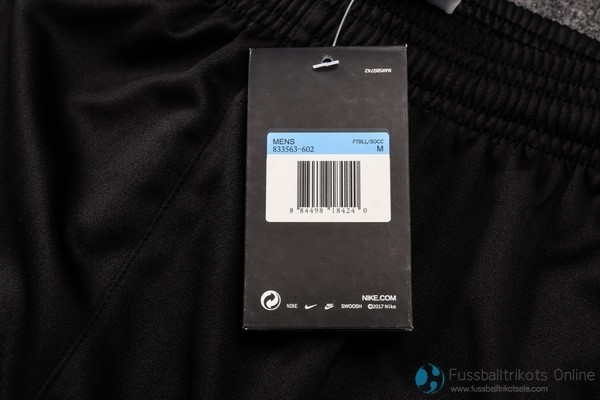 MENS FTBLL/SOCC
833563-602 M
8 84498 18424 0
NIKE.COM
NIKE SWOOSH ©2017 Nike
Fussballtrikots Online
www.fussballtrikotsale.com